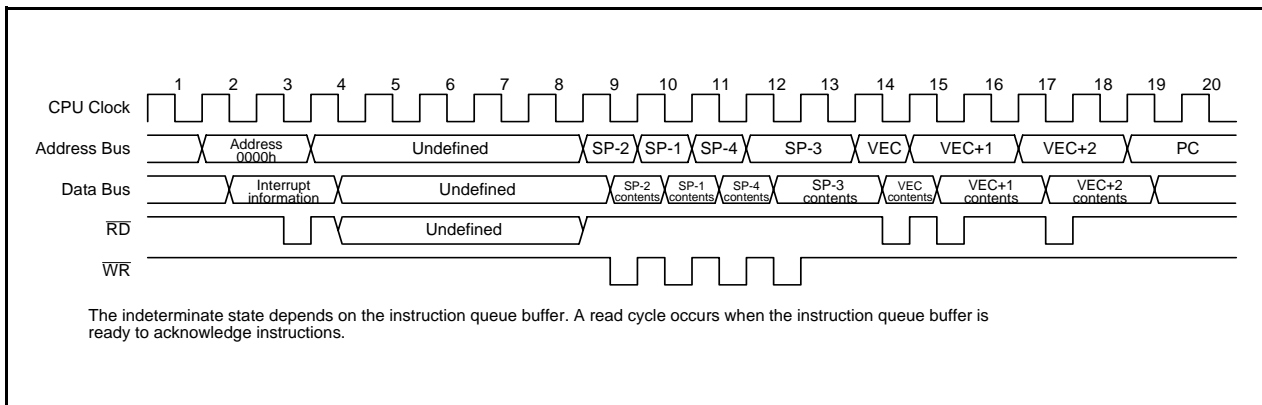 1 2 3 4 5 6 7 8 9 10 11 12 13 14 15 16 17 18 19 20
CPU Clock
Address Bus
Address
0000h
Undefined
SP-2
SP-1
SP-4
SP-3
VEC
VEC+1
VEC+2
PC
Data Bus
Interrupt
information
Undefined
SP-2
contents
SP-1
contents
SP-4
contents
SP-3
contents
VEC
contents
VEC+1
contents
VEC+2
contents
RD
Undefined
WR
The indeterminate state depends on the instruction queue buffer. A read cycle occurs when the instruction queue buffer is
ready to acknowledge instructions.